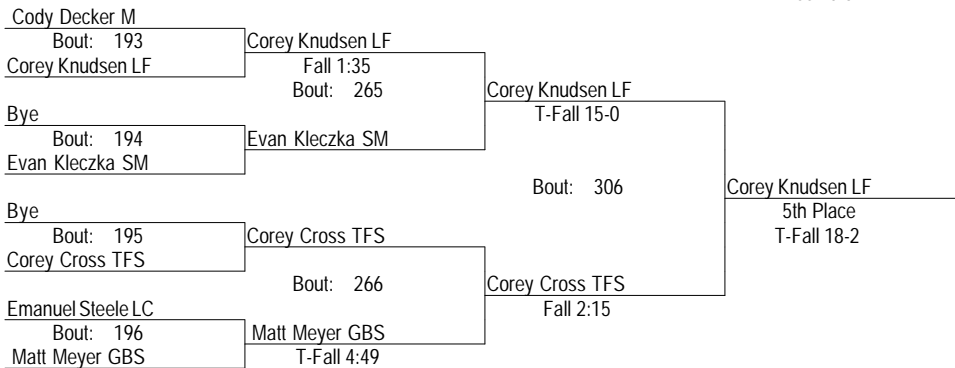 Cody Decker M
Bout: 193
Corey Knudsen LF
Corey Knudsen LF
Fall 1:35
Bout: 265
Corey Knudsen LF
T-Fall 15-0
Bye
Bout: 194
Evan Kleczka SM
Evan Kleczka SM
Bout: 306
Corey Knudsen LF
5th Place
T-Fall 18-2
Bye
Bout: 195
Corey Cross TFS
Corey Cross TFS
Bout: 266
Corey Cross TFS
Fall 2:15
Emanuel Steele LC
Bout: 196
Matt Meyer GBS
Matt Meyer GBS
T-Fall 4:49